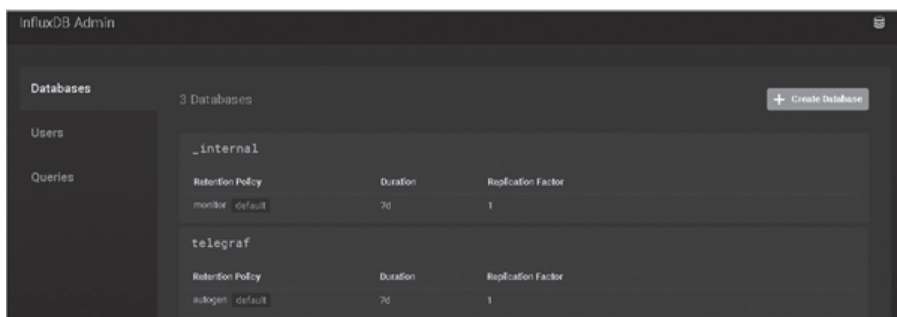 InfluxDB Admin
Databases
3 Databases
+ Create Database
Users
_internal
Queries
Retention Policy Duration Replication Factor
monitor default 7d 1
telegraf
Retention Policy Duration Replication Factor
autogen default 7d 1